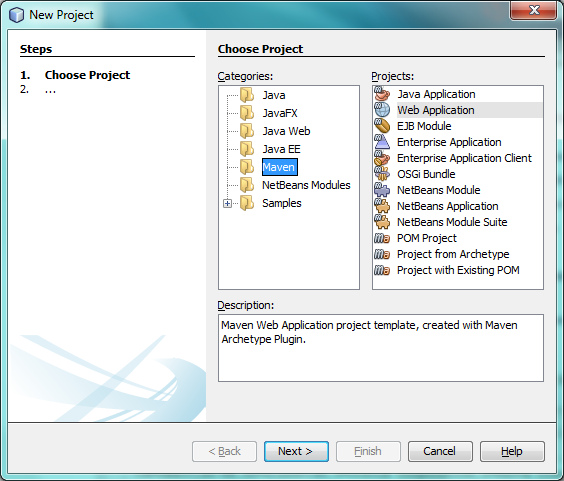 New Project
Steps
1. Choose Project
2. ...
Choose Project
Categories:
Java
JavaFX
Java Web
Java EE
Maven
NetBeans Modules
Samples
Projects:
Java Application
Web Application
EJB Module
Enterprise Application
Enterprise Application Client
OSGi Bundle
NetBeans Module
NetBeans Application
NetBeans Module Suite
POM Project
Project from Archetype
Project with Existing POM
Description:
Maven Web Application project template, created with Maven
Archetype Plugin.
< Back
Next >
Finish
Cancel
Help